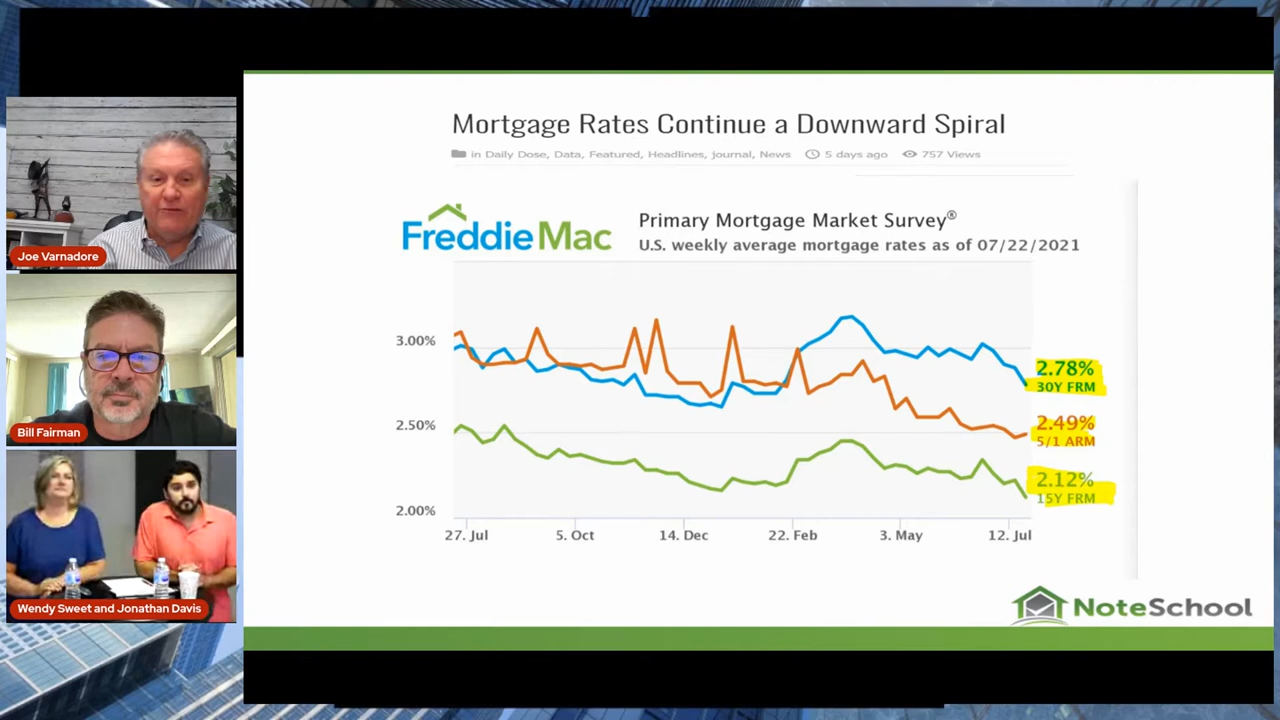 Joe Varnadore
Bill Fairman
Wendy Sweet and Jonathan Davis
Mortgage Rates Continue a Downward Spiral
in Daily Dose, Data, Featured, Headlines, journal, News 5 days ago 757 Views
FreddieMac
Primary Mortgage Market Survey®
U.S. weekly average mortgage rates as of 07/22/2021
3.00%
2.50%
2.00%
2.78%
30Y FRM
2.49%
5/1 ARM
2.12%
15Y FRM
27. Jul 5. Oct 14. Dec 22. Feb 3. May 12. Jul
NoteSchool